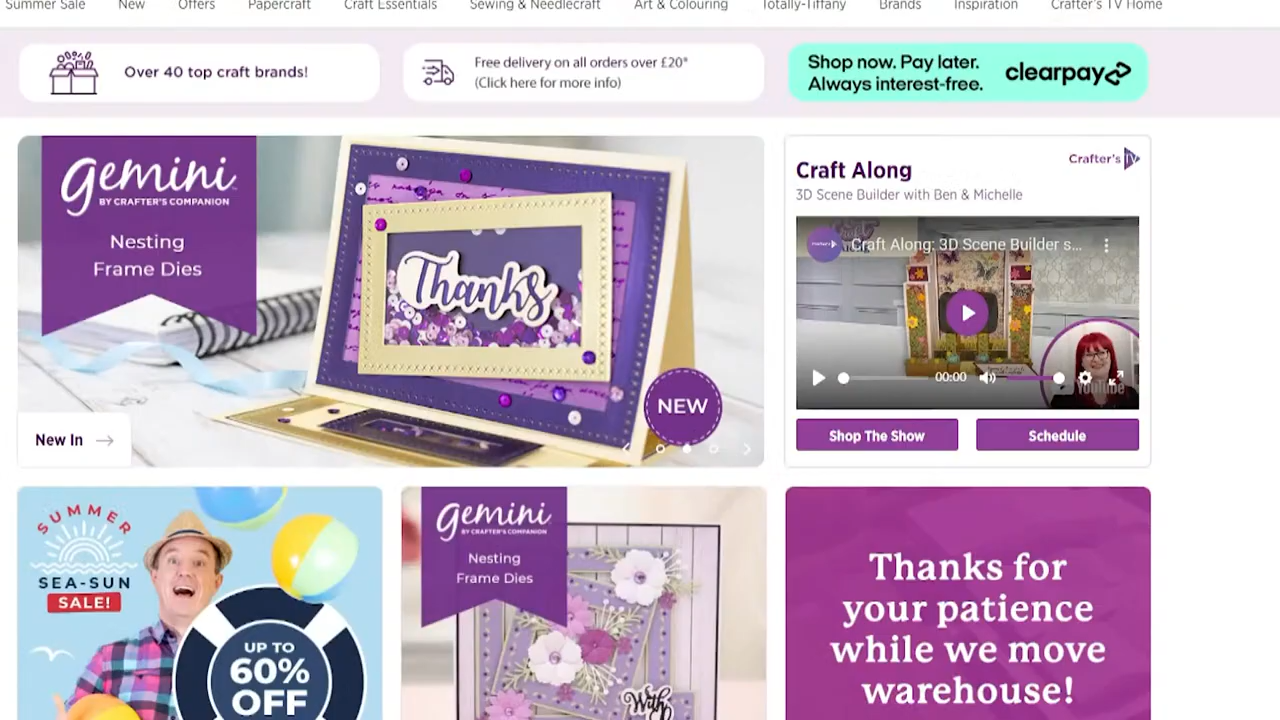 Summer Sale
New
Offers
Papercraft
Craft Essentials
Sewing & Needlecraft
Art & Colouring
Totally-Tiffany
Brands
Inspiration
Crafter's TV Home
Over 40 top craft brands!
Free delivery on all orders over £20*
(Click here for more info)
Shop now. Pay later.
Always interest-free.
clearpay
gemini
BY CRAFTER'S COMPANION
Nesting
Frame Dies
Thanks
NEW
New In
Crafter's TV
Craft Along
3D Scene Builder with Ben & Michelle
Craft Along: 3D Scene Builder s...
00:00
YouTube
Shop The Show
Schedule
SUMMER
SEA-SUN
SALE!
UP TO
60%
OFF
gemini
BY CRAFTER'S COMPANION
Nesting
Frame Dies
With
Thanks for
your patience
while we move
warehouse!